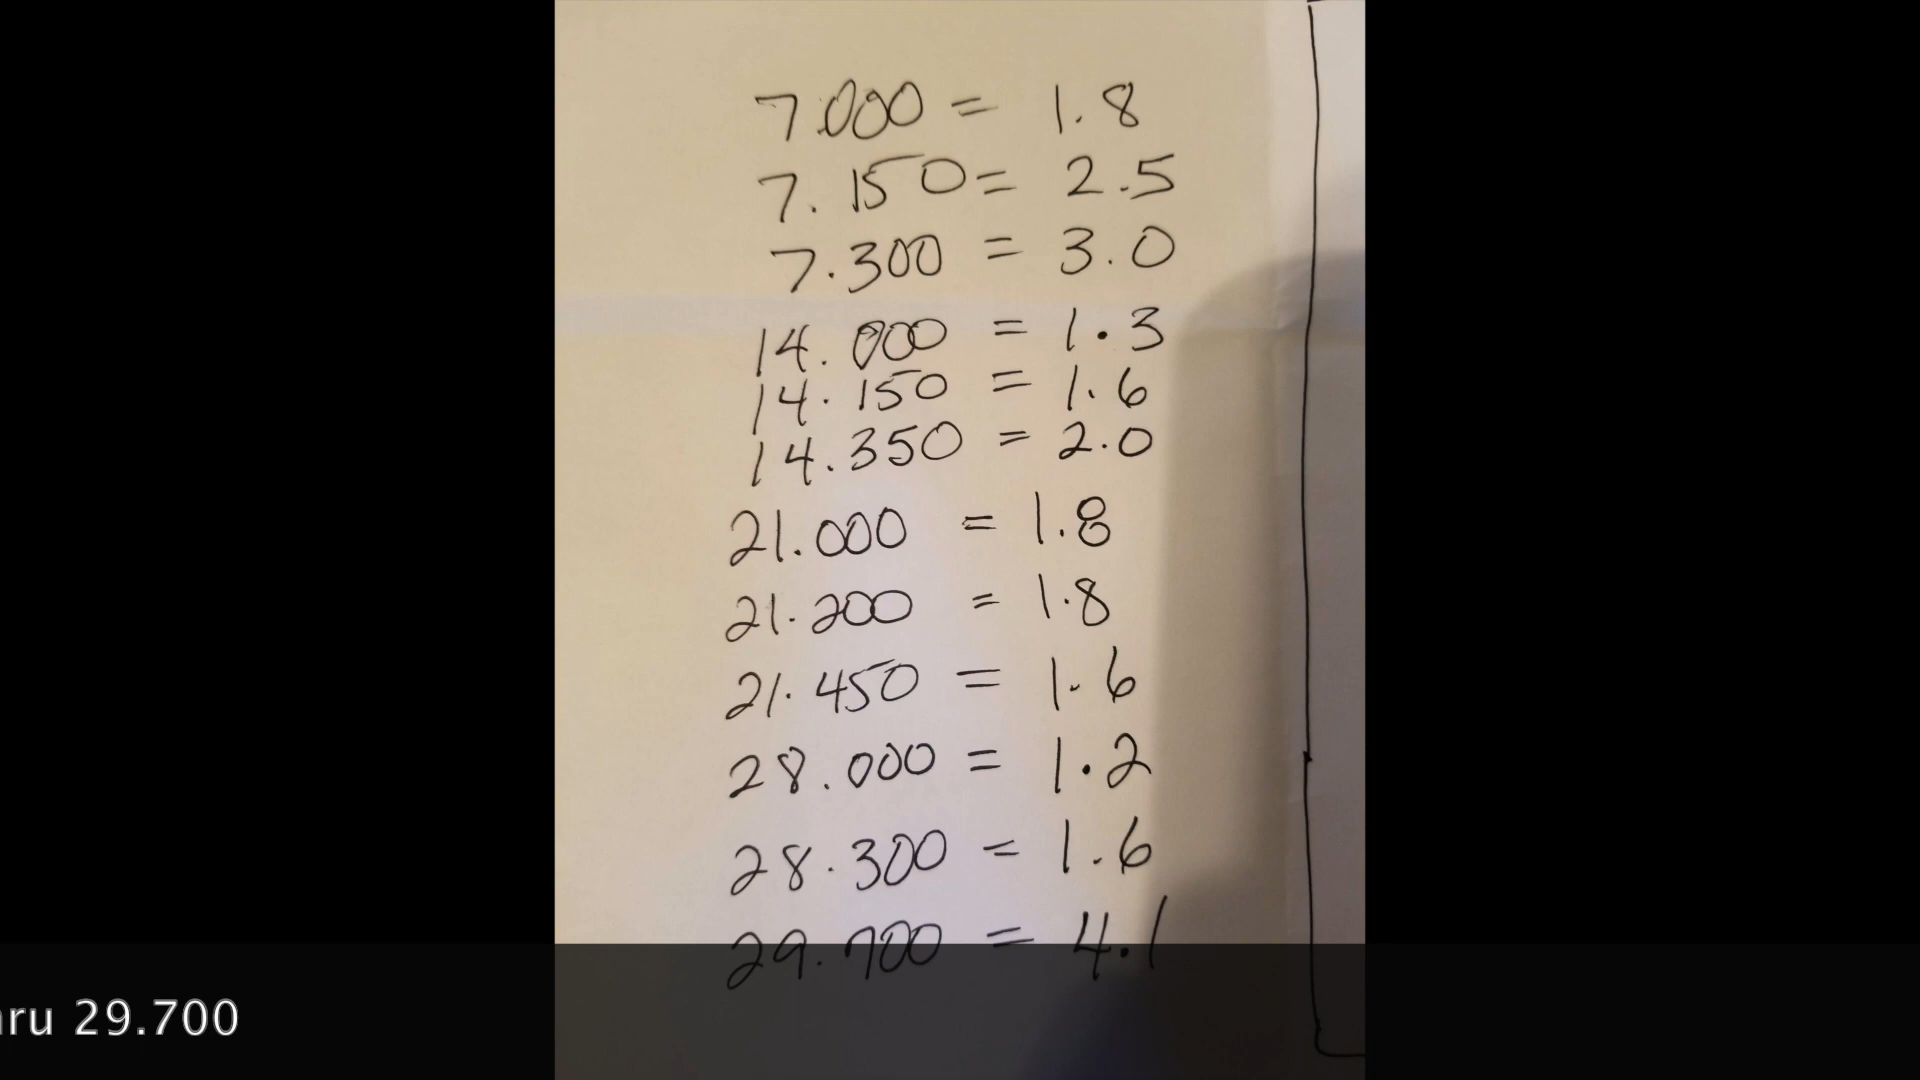 7.000 = 1.8
7.150 = 2.5
7.300 = 3.0
14.000 = 1.3
14.150 = 1.6
14.350 = 2.0
21.000 = 1.8
21.200 = 1.8
21.450 = 1.6
28.000 = 1.2
28.300 = 1.6
29.700 = 4.1
ru 29.700